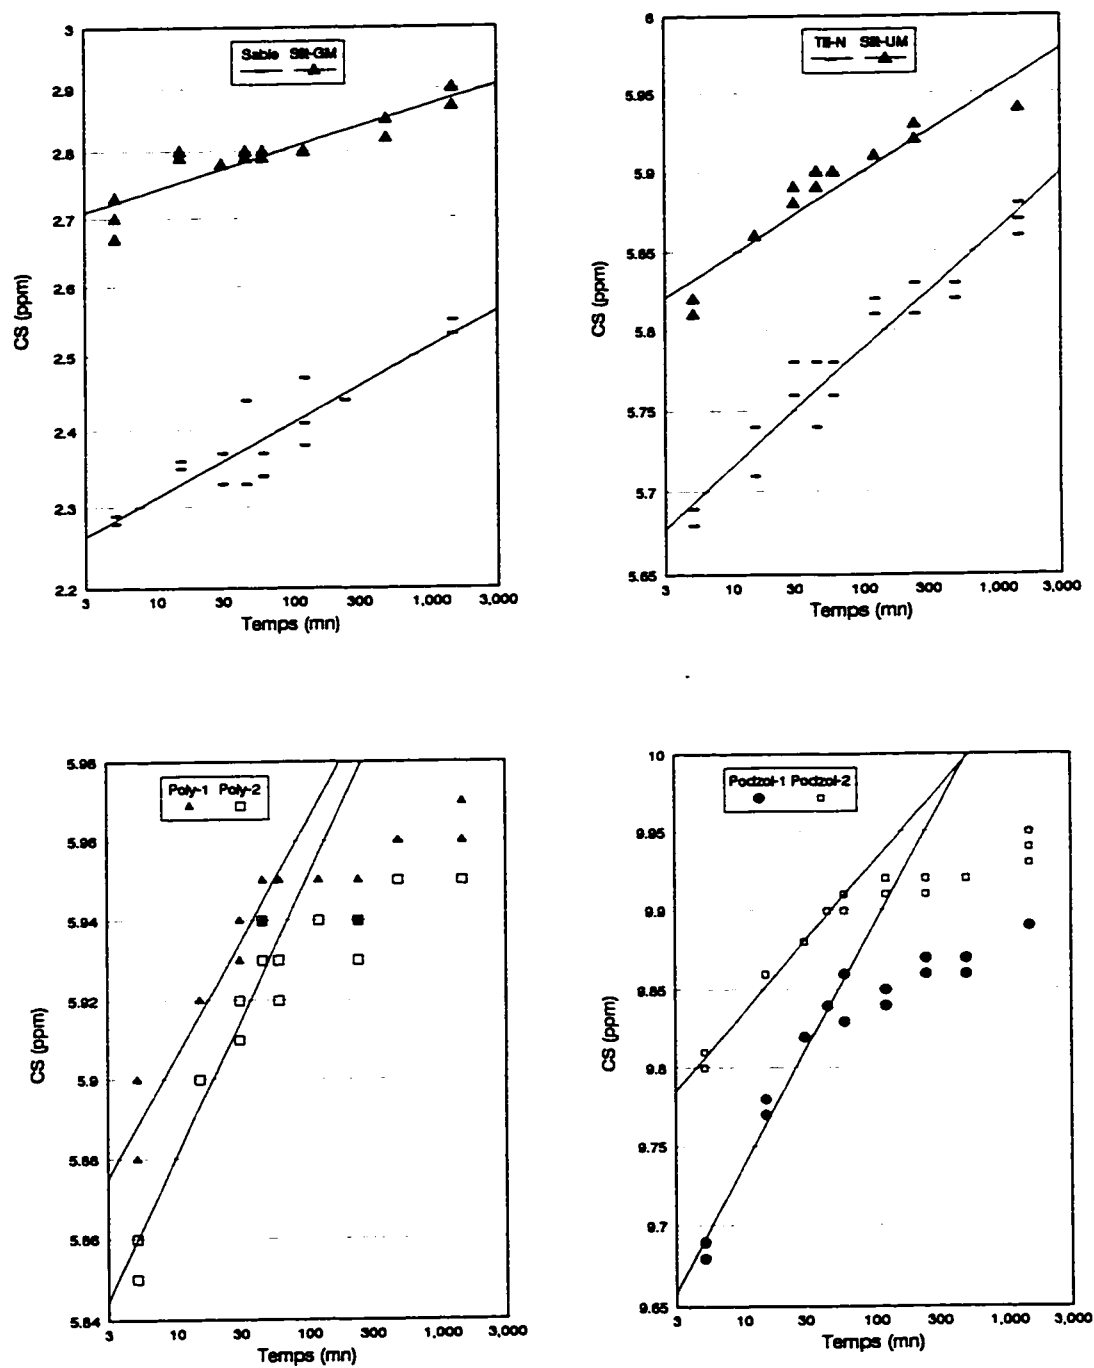 3
Sable Silt-GM
2.9
2.8
2.7
2.6
2.5
2.4
2.3
2.2
CS (ppm)
3 10 30 100 300 1,000 3,000
Temps (mn)
6
Till-N Silt-UM
5.95
5.9
5.85
5.8
5.75
5.7
5.65
CS (ppm)
3 10 30 100 300 1,000 3,000
Temps (mn)
5.98
Poly-1 Poly-2
5.96
5.94
5.92
5.9
5.88
5.86
5.84
CS (ppm)
3 10 30 100 300 1,000 3,000
Temps (mn)
10
Podzol-1 Podzol-2
9.95
9.9
9.85
9.8
9.75
9.7
9.65
CS (ppm)
3 10 30 100 300 1,000 3,000
Temps (mn)